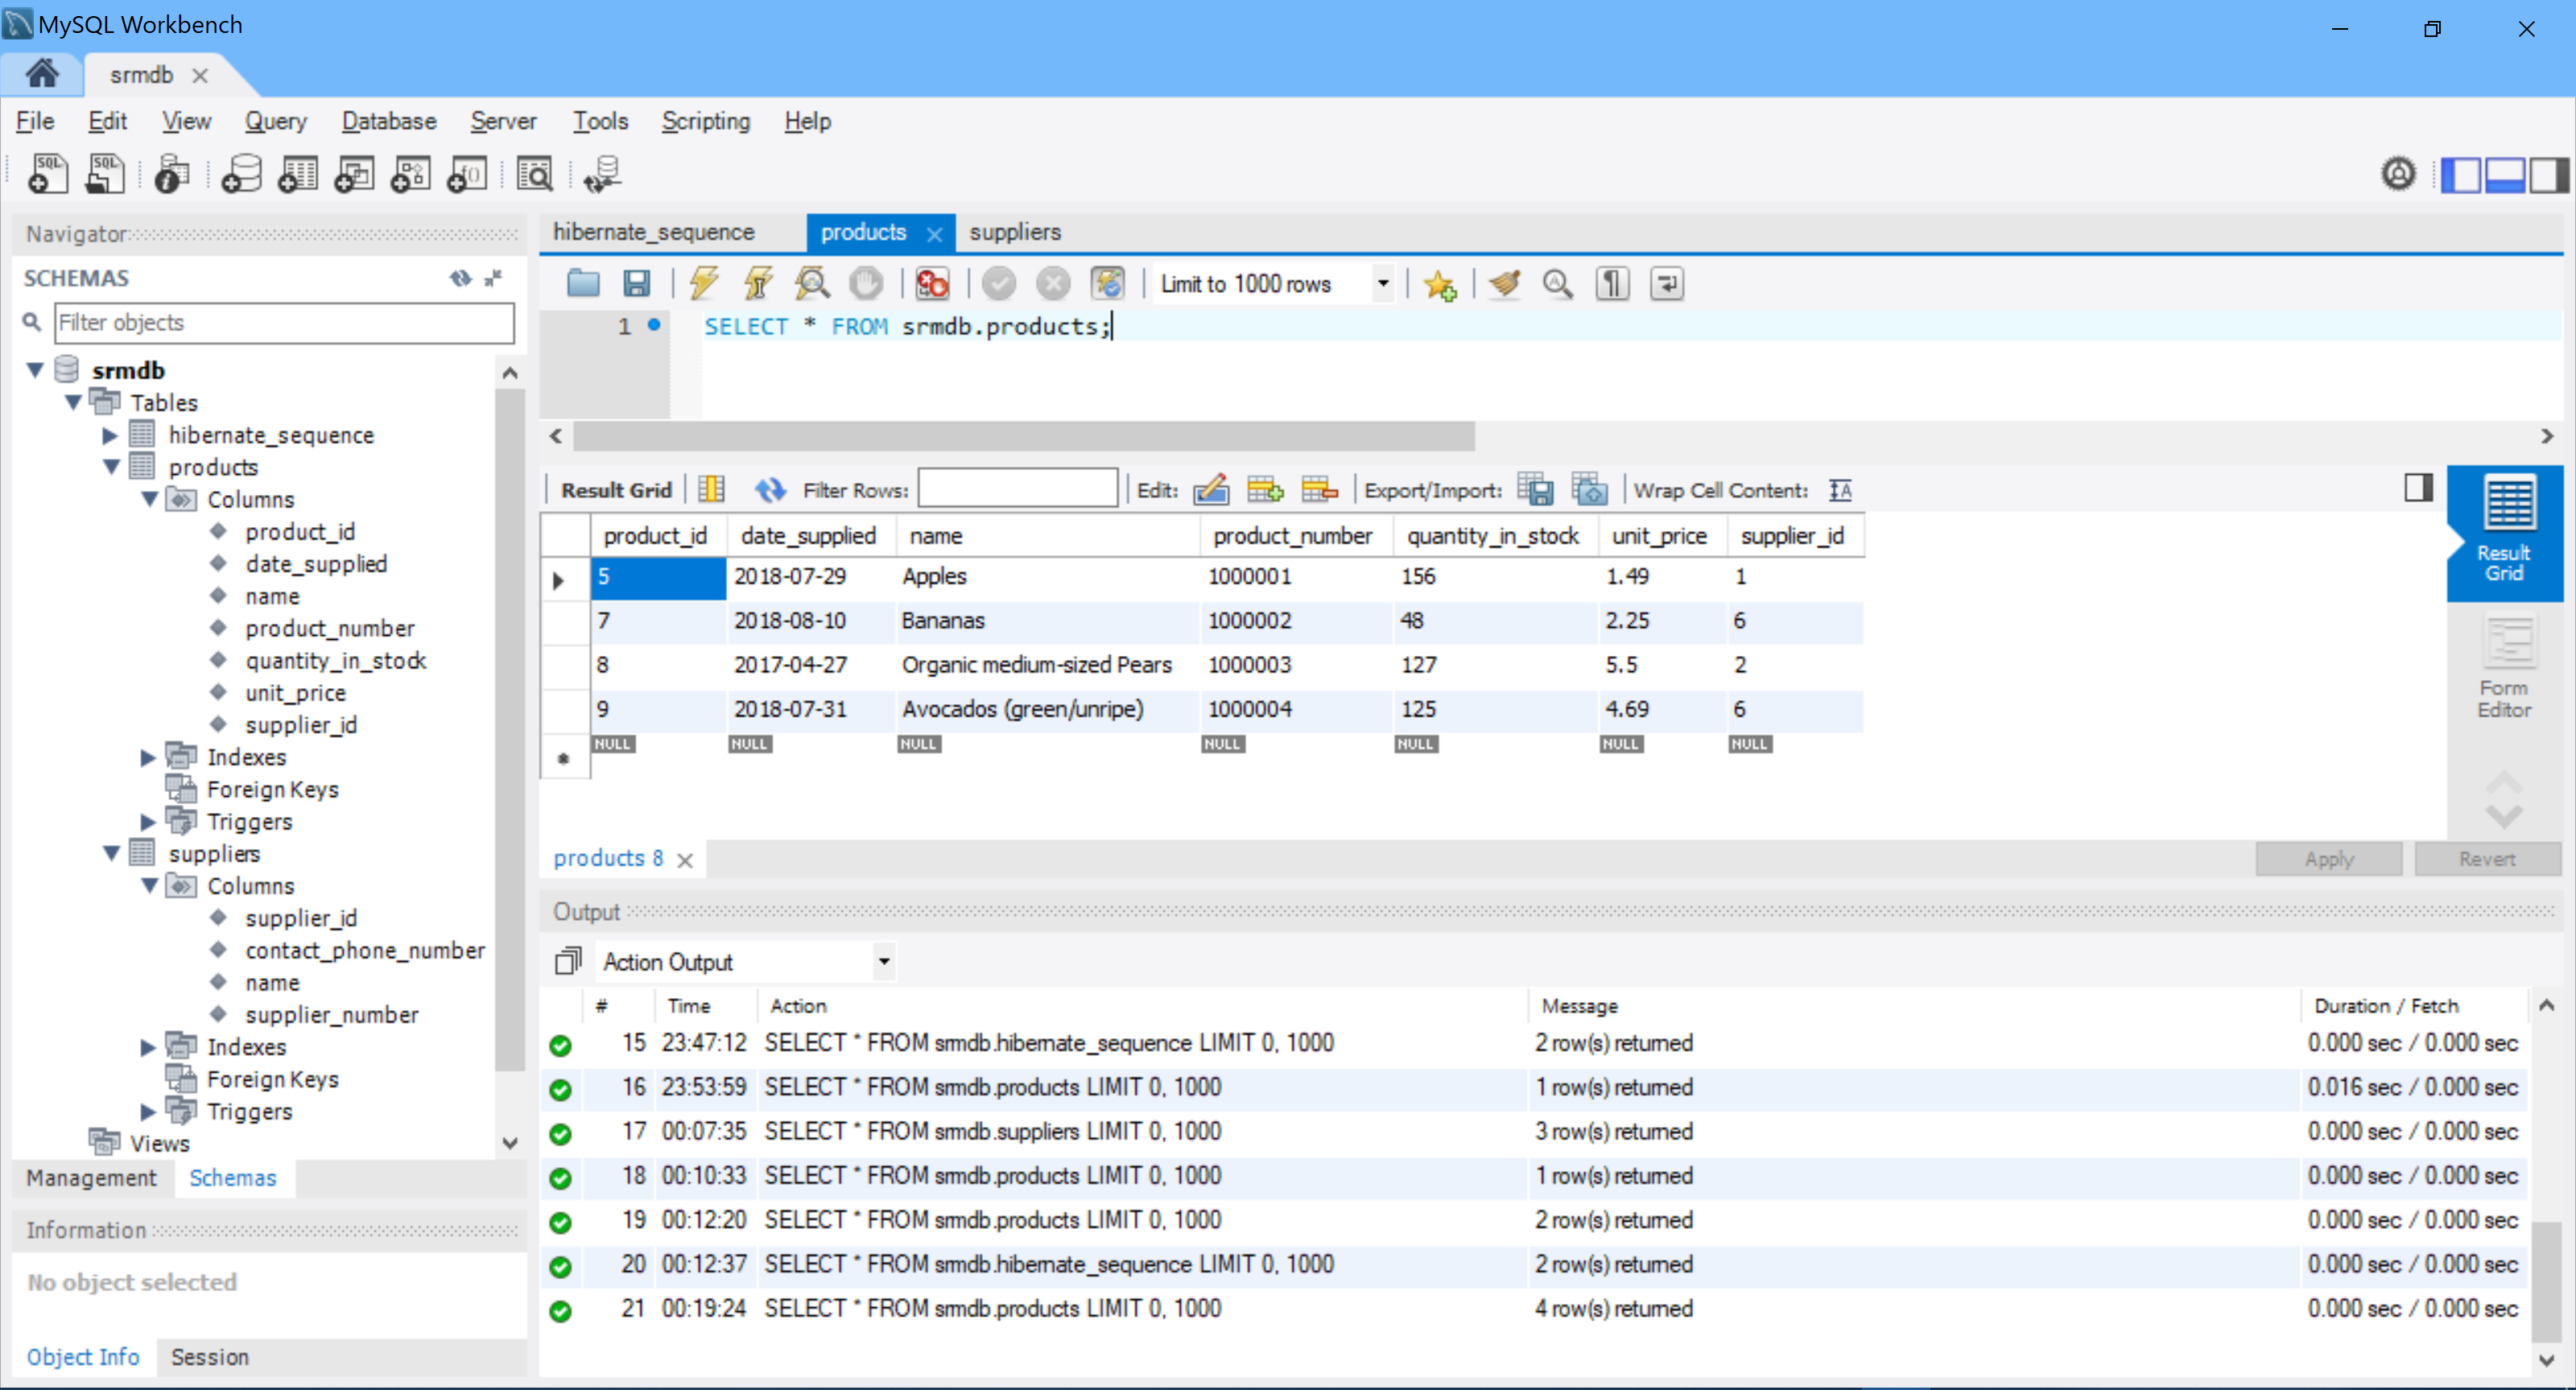 MySQL Workbench
srmdb
File Edit View Query Database Server Tools Scripting Help
Navigator
SCHEMAS
Filter objects
srmdb
Tables
hibernate_sequence
products
Columns
product_id
date_supplied
name
product_number
quantity_in_stock
unit_price
supplier_id
Indexes
Foreign Keys
Triggers
suppliers
Columns
supplier_id
contact_phone_number
name
supplier_number
Indexes
Foreign Keys
Triggers
Views
Management Schemas
Information
No object selected
Object Info Session
hibernate_sequence products suppliers
Limit to 1000 rows
1 SELECT * FROM srmdb.products;
Result Grid Filter Rows: Edit: Export/Import: Wrap Cell Content:
product_id date_supplied name product_number quantity_in_stock unit_price supplier_id
5 2018-07-29 Apples 1000001 156 1.49 1
7 2018-08-10 Bananas 1000002 48 2.25 6
8 2017-04-27 Organic medium-sized Pears 1000003 127 5.5 2
9 2018-07-31 Avocados (green/unripe) 1000004 125 4.69 6
NULL NULL NULL NULL NULL NULL NULL
Result
Grid
Form
Editor
products 8
Apply Revert
Output
Action Output
# Time Action Message Duration / Fetch
15 23:47:12 SELECT * FROM srmdb.hibernate_sequence LIMIT 0, 1000 2 row(s) returned 0.000 sec / 0.000 sec
16 23:53:59 SELECT * FROM srmdb.products LIMIT 0, 1000 1 row(s) returned 0.016 sec / 0.000 sec
17 00:07:35 SELECT * FROM srmdb.suppliers LIMIT 0, 1000 3 row(s) returned 0.000 sec / 0.000 sec
18 00:10:33 SELECT * FROM srmdb.products LIMIT 0, 1000 1 row(s) returned 0.000 sec / 0.000 sec
19 00:12:20 SELECT * FROM srmdb.products LIMIT 0, 1000 2 row(s) returned 0.000 sec / 0.000 sec
20 00:12:37 SELECT * FROM srmdb.hibernate_sequence LIMIT 0, 1000 2 row(s) returned 0.000 sec / 0.000 sec
21 00:19:24 SELECT * FROM srmdb.products LIMIT 0, 1000 4 row(s) returned 0.000 sec / 0.000 sec